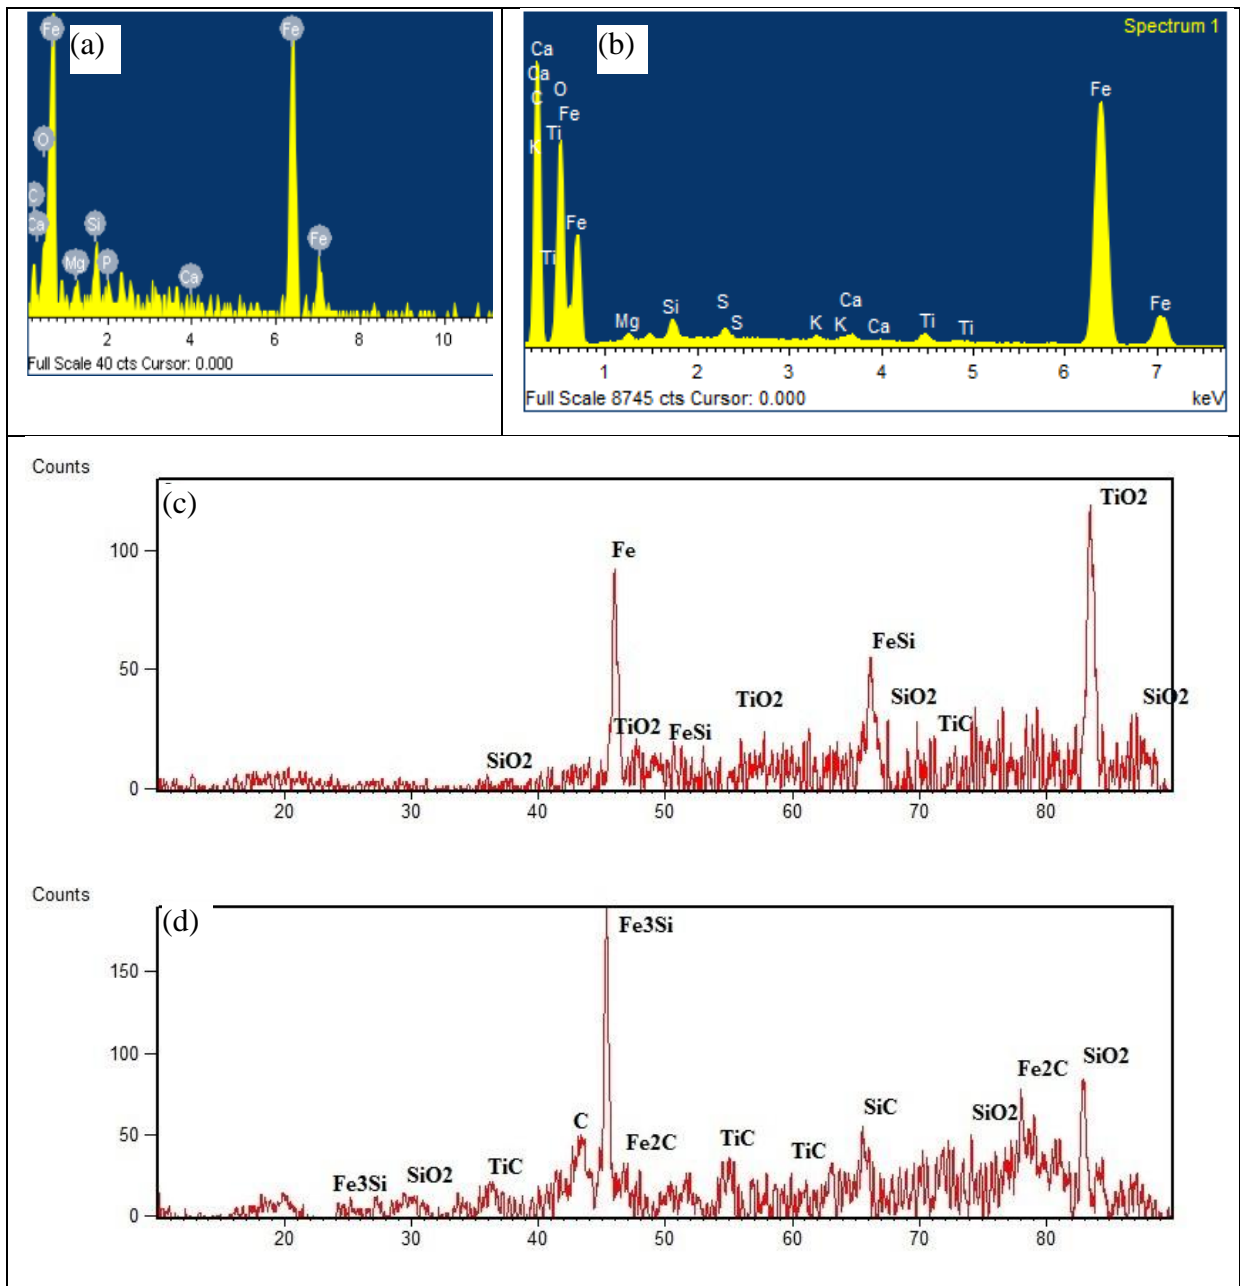 (a)
Fe
Fe
O
C
Ca
Si
Mg
P
Ca
Fe
2
4
6
8
10
Full Scale 40 cts Cursor: 0.000
(b)
Spectrum 1
Ca
Ca
O
C
Fe
Fe
Ti
K
Fe
Ti
Mg
Si
S
S
K
K
Ca
Ca
Ti
Ti
Fe
1
2
3
4
5
6
7
Full Scale 8745 cts Cursor: 0.000
keV
Counts
(c)
TiO2
100
Fe
50
FeSi
TiO2
SiO2
SiO2
TiO2
FeSi
TiC
SiO2
0
20
30
40
50
60
70
80
Counts
(d)
Fe3Si
150
100
SiO2
Fe2C
C
SiC
50
Fe2C
TiC
TiC
SiO2
TiC
Fe3Si
SiO2
0
20
30
40
50
60
70
80